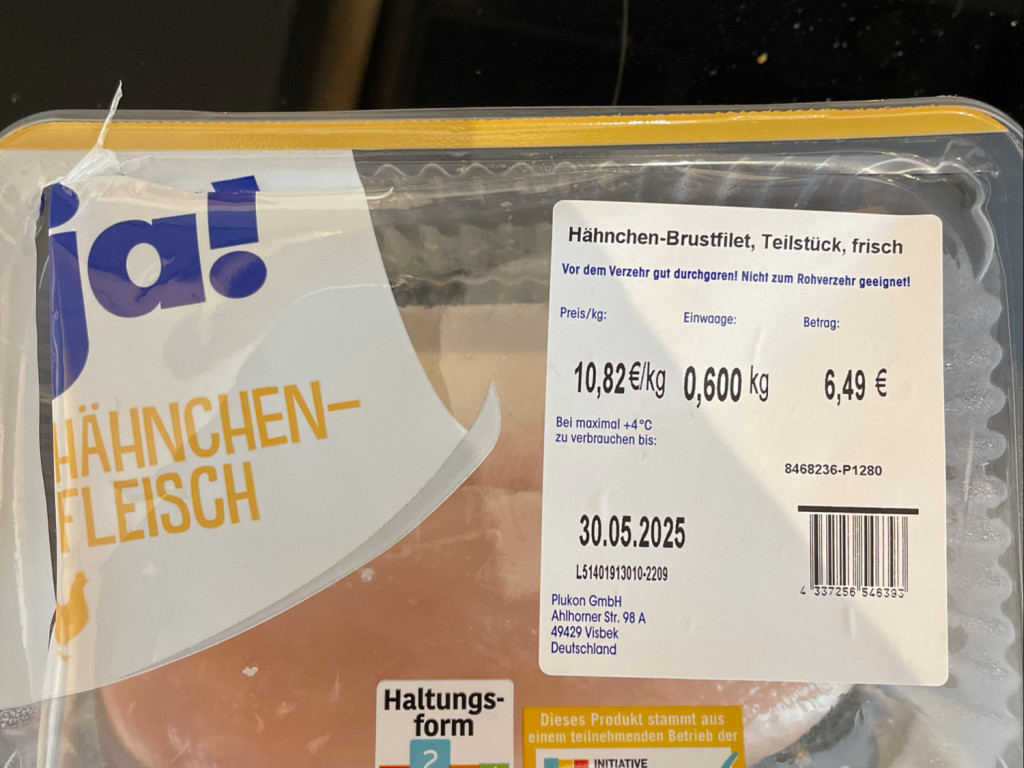 ja!
HÄHNCHEN-
FLEISCH
Hähnchen-Brustfilet, Teilstück, frisch
Vor dem Verzehr gut durchgaren! Nicht zum Rohverzehr geeignet!
Preis/kg: Einwaage: Betrag:
10,82 €/kg 0,600 kg 6,49 €
Bei maximal +4°C
zu verbrauchen bis:
8468236-P1280
30.05.2025
L51401913010-2209
4 337256 546393
Plukon GmbH
Ahlhorner Str. 98 A
49429 Visbek
Deutschland
Haltungs-
form
2
Dieses Produkt stammt aus
einem teilnehmenden Betrieb der
INITIATIVE